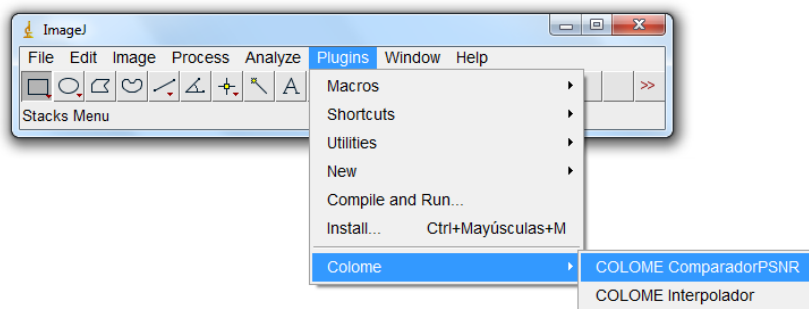 ImageJ
File Edit Image Process Analyze Plugins Window Help
A >>
Stacks Menu
Macros
Shortcuts
Utilities
New
Compile and Run...
Install... Ctrl+Mayúsculas+M
Colome
COLOME ComparadorPSNR
COLOME Interpolador